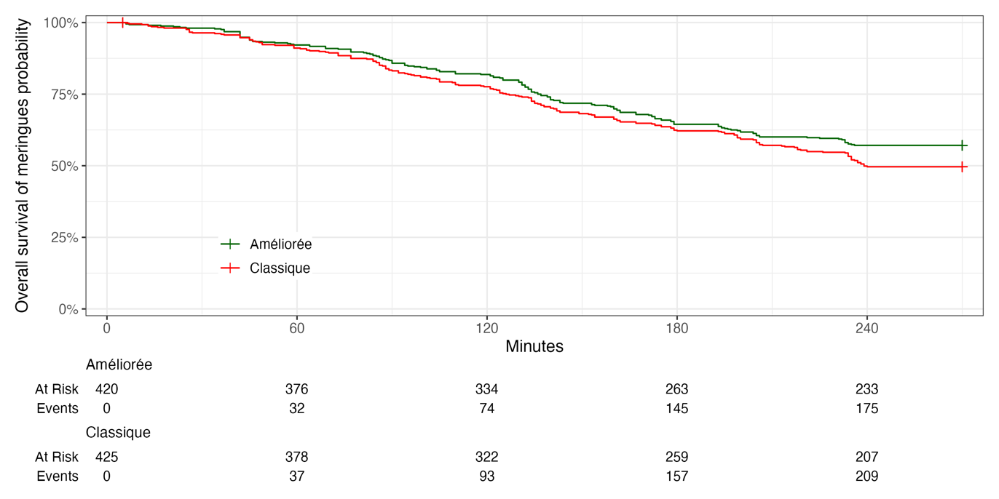 Overall survival of meringues probability
100%
75%
50%
25%
0%
Améliorée
Classique
0 60 120 180 240
Minutes
Améliorée
At Risk 420 376 334 263 233
Events 0 32 74 145 175
Classique
At Risk 425 378 322 259 207
Events 0 37 93 157 209